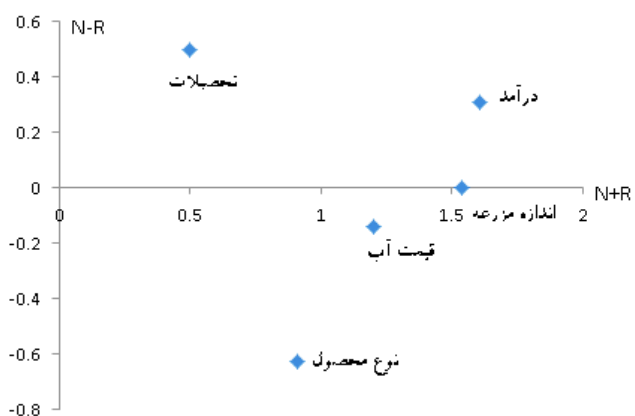 0.6
N-R
0.4
تحصیلات
درآمد
0.2
0
N+R
0
0.5
1
1.5
2
اندازه مزرعه
-0.2
قیمت آب
-0.4
-0.6
نوع محصول
-0.8